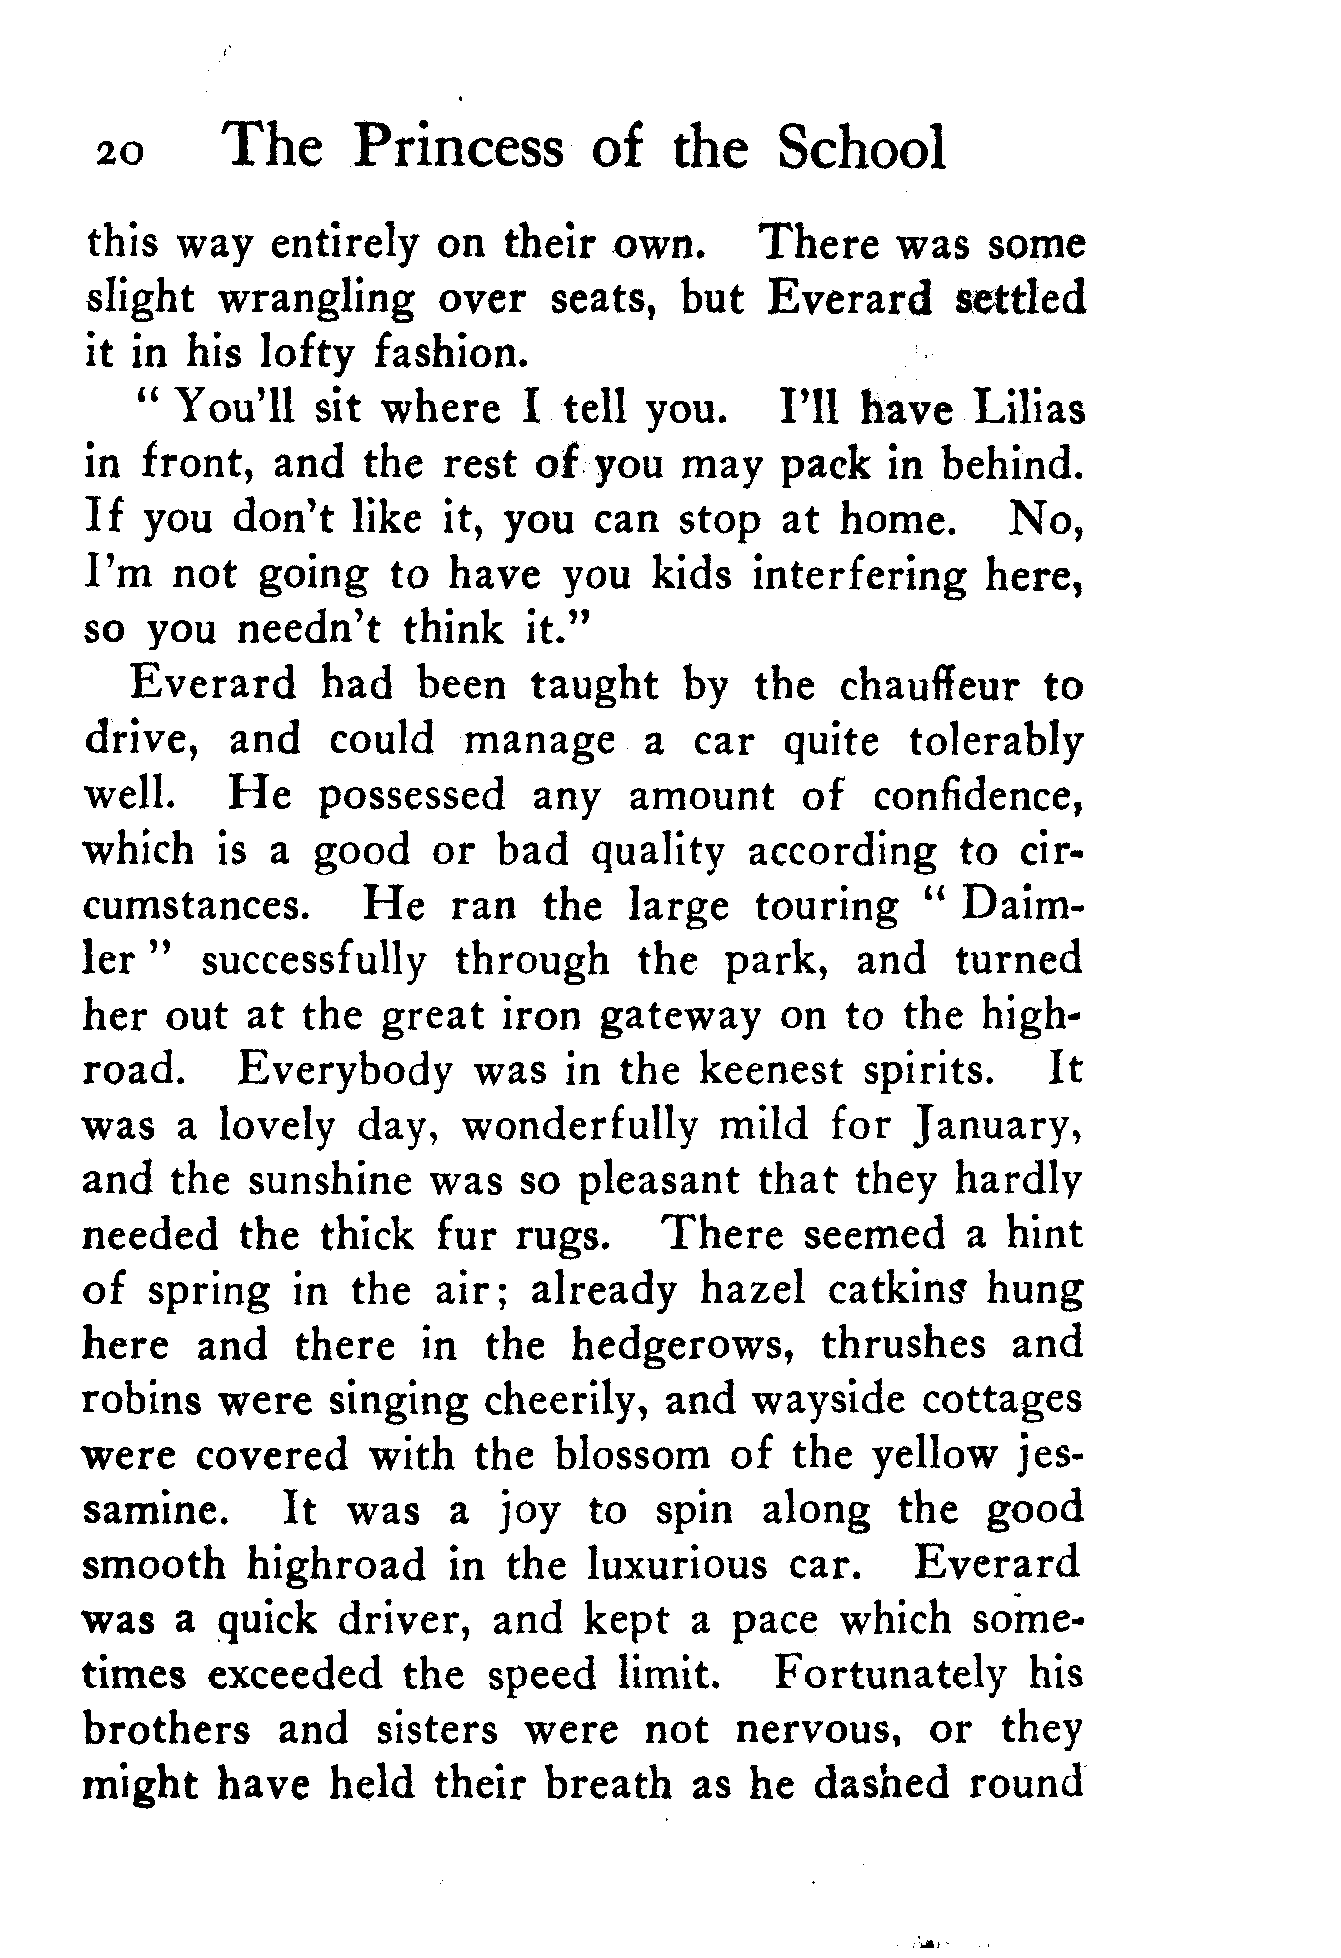 20 The Princess of the School
this way entirely on their own. There was some
slight wrangling over seats, but Everard settled
it in his lofty fashion.
" You'll sit where I tell you. I'll have Lilias
in front, and the rest of you may pack in behind.
If you don't like it, you can stop at home. No,
I'm not going to have you kids interfering here,
so you needn't think it."
Everard had been taught by the chauffeur to
drive, and could manage a car quite tolerably
well. He possessed any amount of confidence,
which is a good or bad quality according to cir-
cumstances. He ran the large touring " Daim-
ler " successfully through the park, and turned
her out at the great iron gateway on to the high-
road. Everybody was in the keenest spirits. It
was a lovely day, wonderfully mild for January,
and the sunshine was so pleasant that they hardly
needed the thick fur rugs. There seemed a hint
of spring in the air; already hazel catkins hung
here and there in the hedgerows, thrushes and
robins were singing cheerily, and wayside cottages
were covered with the blossom of the yellow jes-
samine. It was a joy to spin along the good
smooth highroad in the luxurious car. Everard
was a quick driver, and kept a pace which some-
times exceeded the speed limit. Fortunately his
brothers and sisters were not nervous, or they
might have held their breath as he dashed round